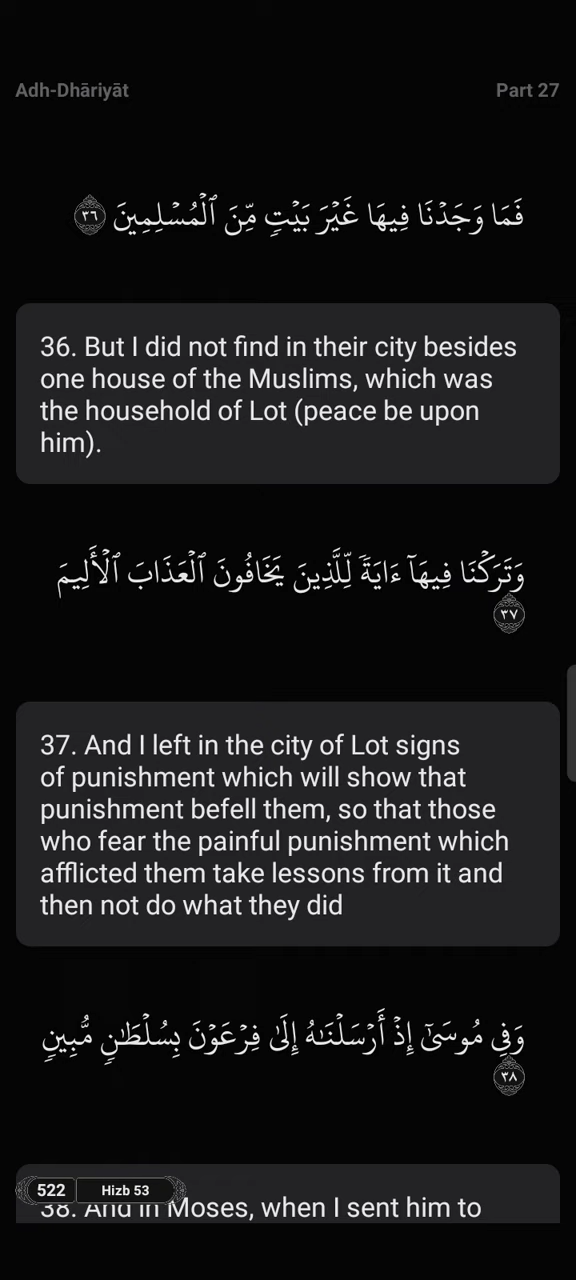 Adh-Dhāriyāt
Part 27
فَمَا وَجَدۡنَا فِيهَا غَيۡرَ بَيۡتٖ مِّنَ ٱلۡمُسۡلِمِينَ ٣٦
36. But I did not find in their city besides
one house of the Muslims, which was
the household of Lot (peace be upon
him).
وَتَرَكۡنَا فِيهَآ ءَايَةٗ لِّلَّذِينَ يَخَافُونَ ٱلۡعَذَابَ ٱلۡأَلِيمَ
٣٧
37. And I left in the city of Lot signs
of punishment which will show that
punishment befell them, so that those
who fear the painful punishment which
afflicted them take lessons from it and
then not do what they did
وَفِي مُوسَىٰٓ إِذۡ أَرۡسَلۡنَٰهُ إِلَىٰ فِرۡعَوۡنَ بِسُلۡطَٰنٖ مُّبِينٖ
٣٨
522
Hizb 53
38. And in Moses, when I sent him to